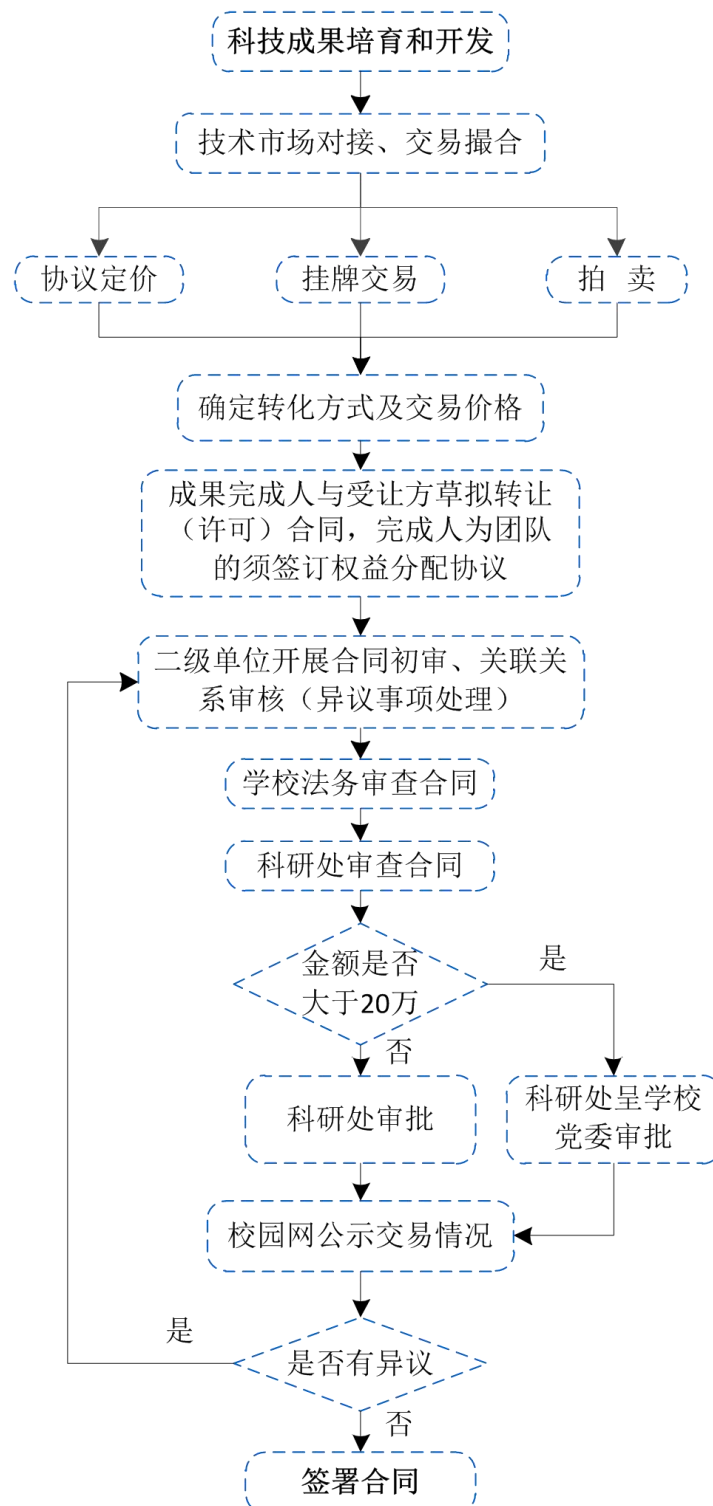 科技成果培育和开发
技术市场对接、交易撮合
协议定价
挂牌交易
拍 卖
确定转化方式及交易价格
成果完成人与受让方草拟转让
（许可）合同，完成人为团队
的须签订权益分配协议
二级单位开展合同初审、关联关
系审核（异议事项处理）
学校法务审查合同
科研处审查合同
金额是否
大于20万
是
否
科研处审批
科研处呈学校
党委审批
校园网公示交易情况
是
是否有异议
否
签署合同